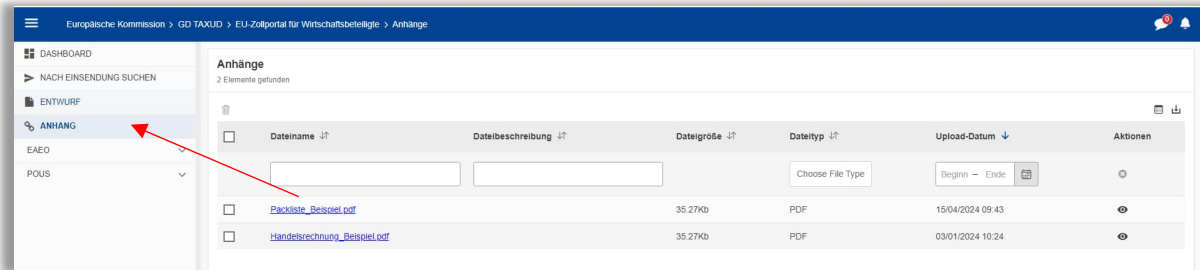 Europäische Kommission > GD TAXUD > EU-Zollportal für Wirtschaftsbeteiligte > Anhänge
0
DASHBOARD
NACH EINSENDUNG SUCHEN
ENTWURF
ANHANG
EAEO
POUS
Anhänge
2 Elemente gefunden
Dateiname Dateibeschreibung Dateigröße Dateityp Upload-Datum Aktionen
Choose File Type Beginn – Ende
Packliste_Beispiel.pdf 35.27Kb PDF 15/04/2024 09:43
Handelsrechnung_Beispiel.pdf 35.27Kb PDF 03/01/2024 10:24